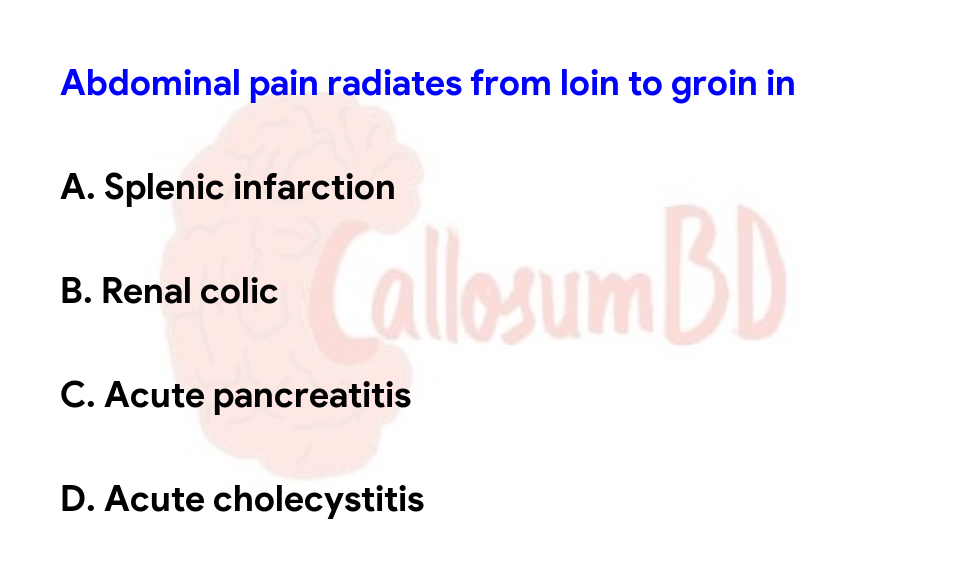 Abdominal pain radiates from loin to groin in
A. Splenic infarction
CallosumBD
B. Renal colic
C. Acute pancreatitis
D. Acute cholecystitis